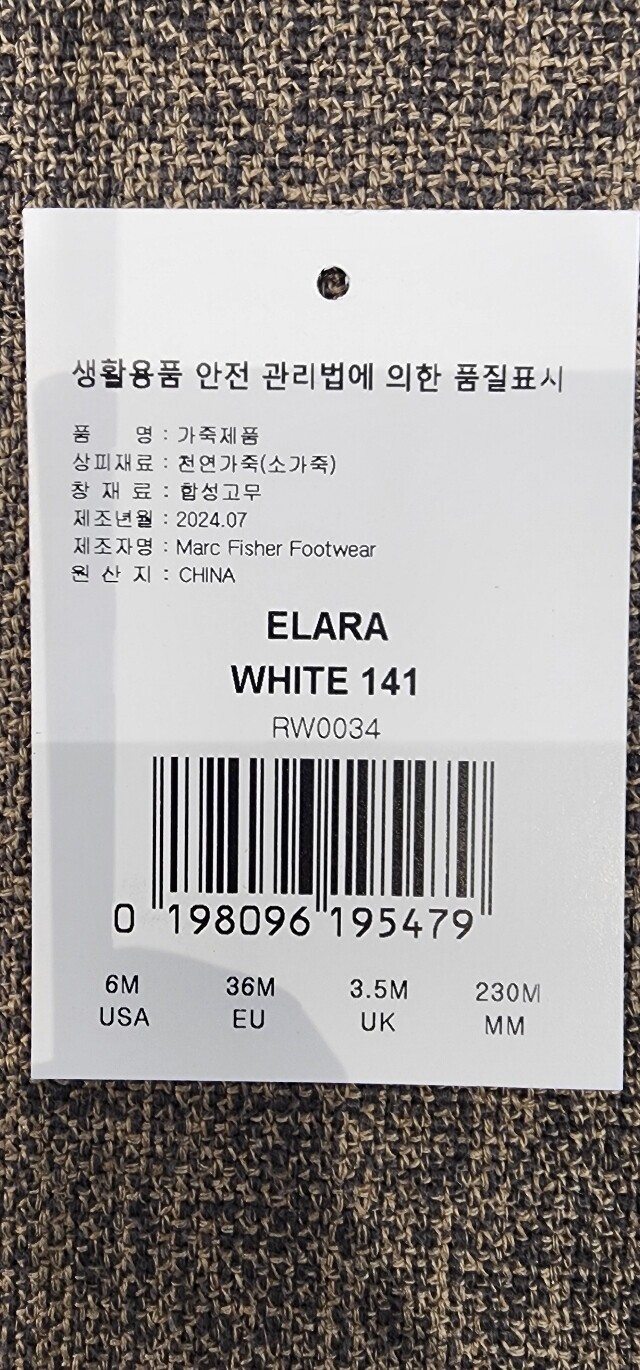 생활용품 안전 관리법에 의한 품질표시
품 명 : 가죽제품
상피재료 : 천연가죽(소가죽)
창 재 료 : 합성고무
제조년월 : 2024.07
제조자명 : Marc Fisher Footwear
원 산 지 : CHINA
ELARA
WHITE 141
RW0034
0 198096 195479
6M 36M 3.5M 230M
USA EU UK MM